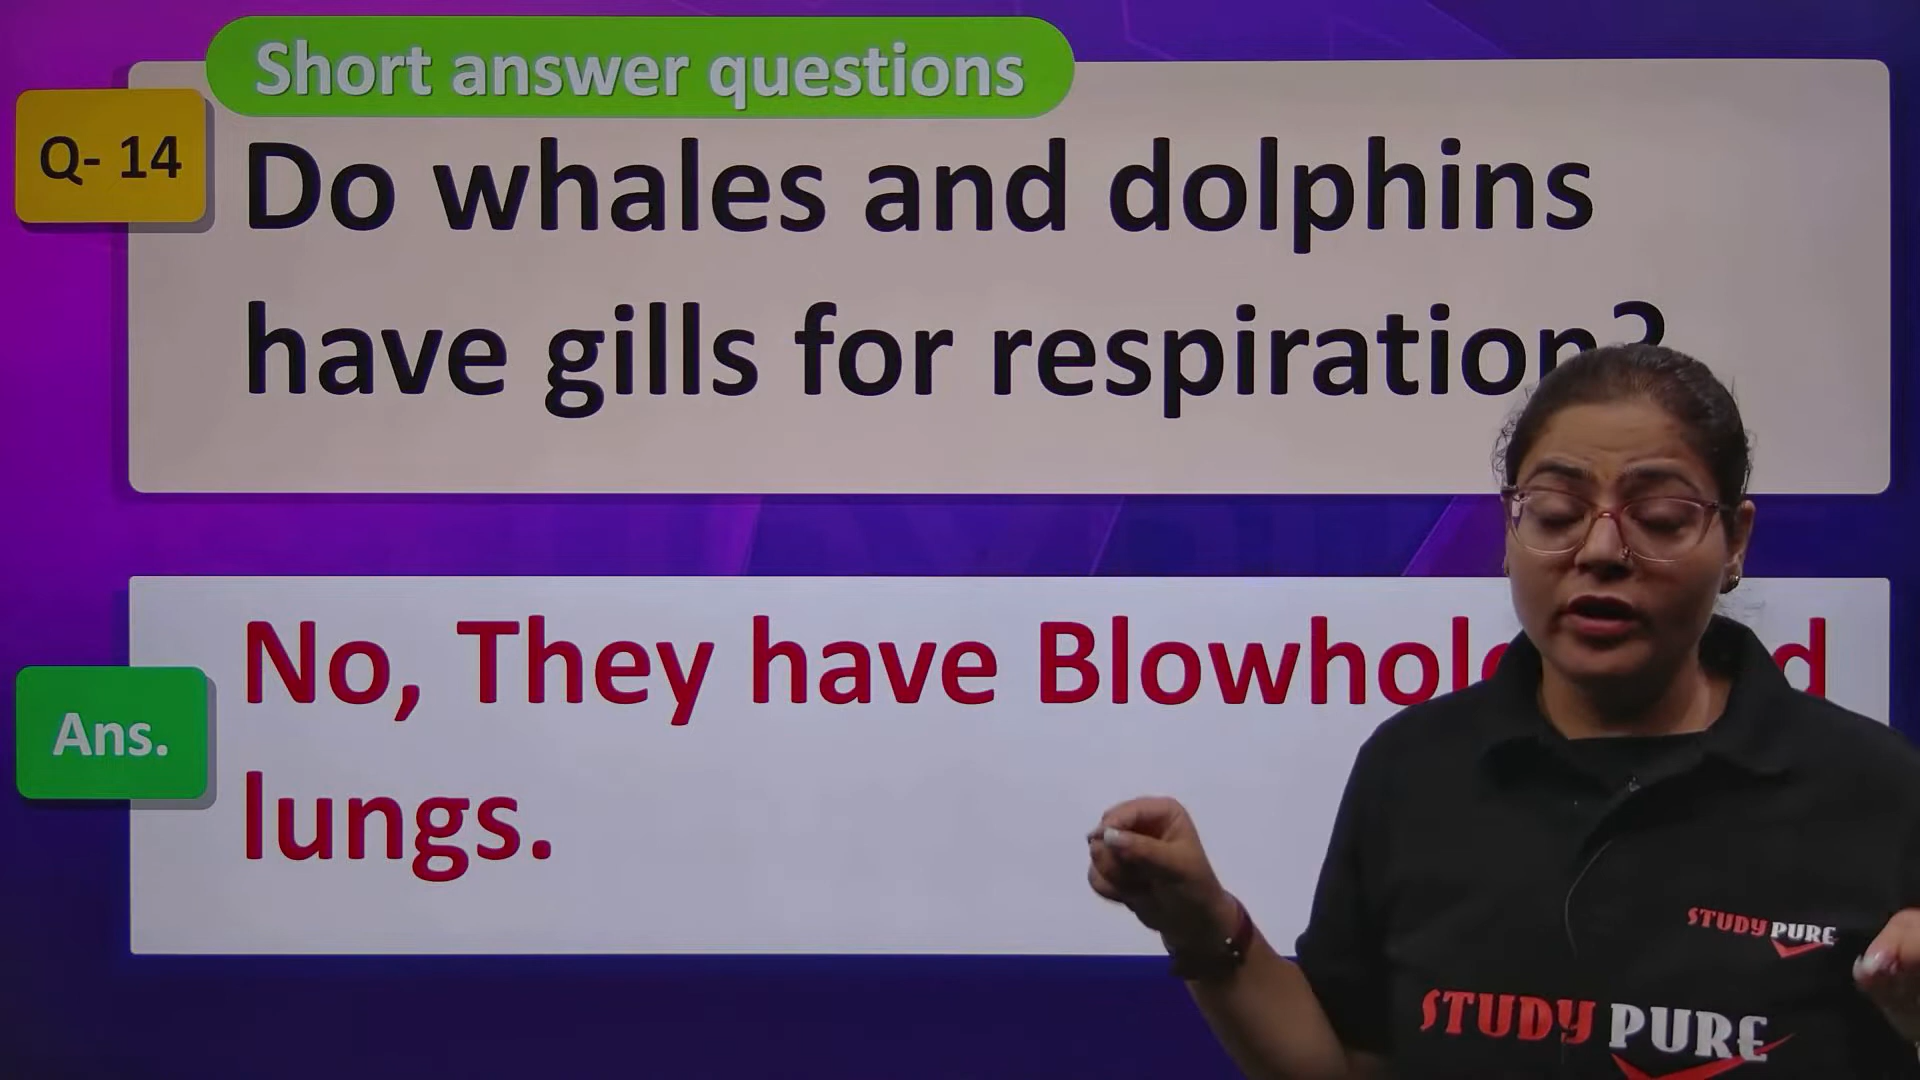 Short answer questions
Q- 14
Do whales and dolphins
have gills for respiration?
No, They have
Ans.
lungs.
STUDY PURE
STUDY PURE